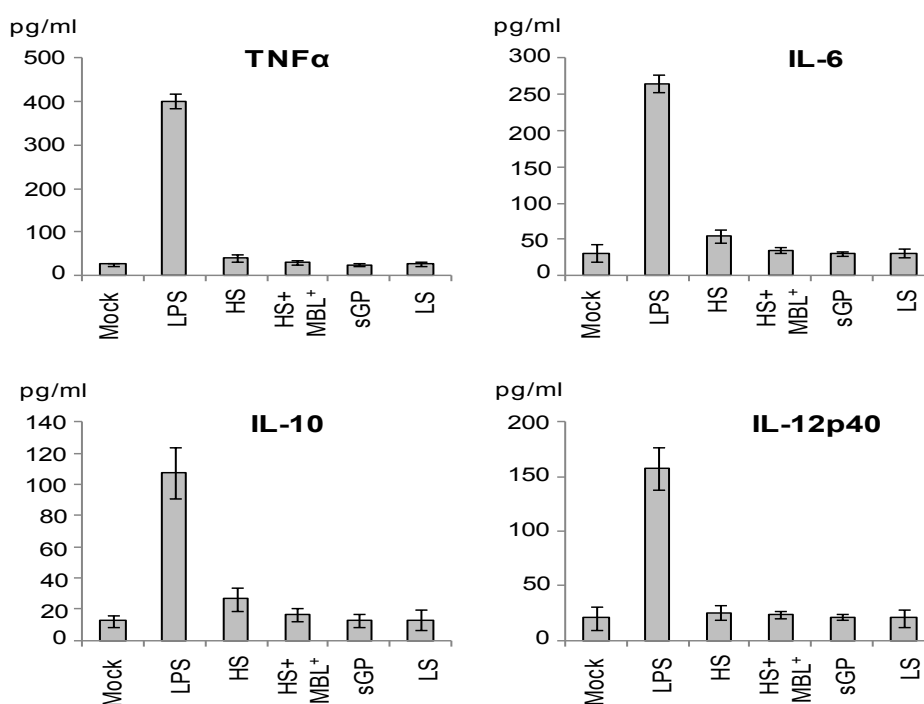 pg/ml
TNFα
500
400
300
200
100
0
Mock
LPS
HS
HS+
MBL+
sGP
LS
pg/ml
IL-6
300
250
200
150
100
50
0
Mock
LPS
HS
HS+
MBL+
sGP
LS
pg/ml
IL-10
140
120
100
80
60
40
20
0
Mock
LPS
HS
HS+
MBL+
sGP
LS
pg/ml
IL-12p40
200
150
100
50
0
Mock
LPS
HS
HS+
MBL+
sGP
LS